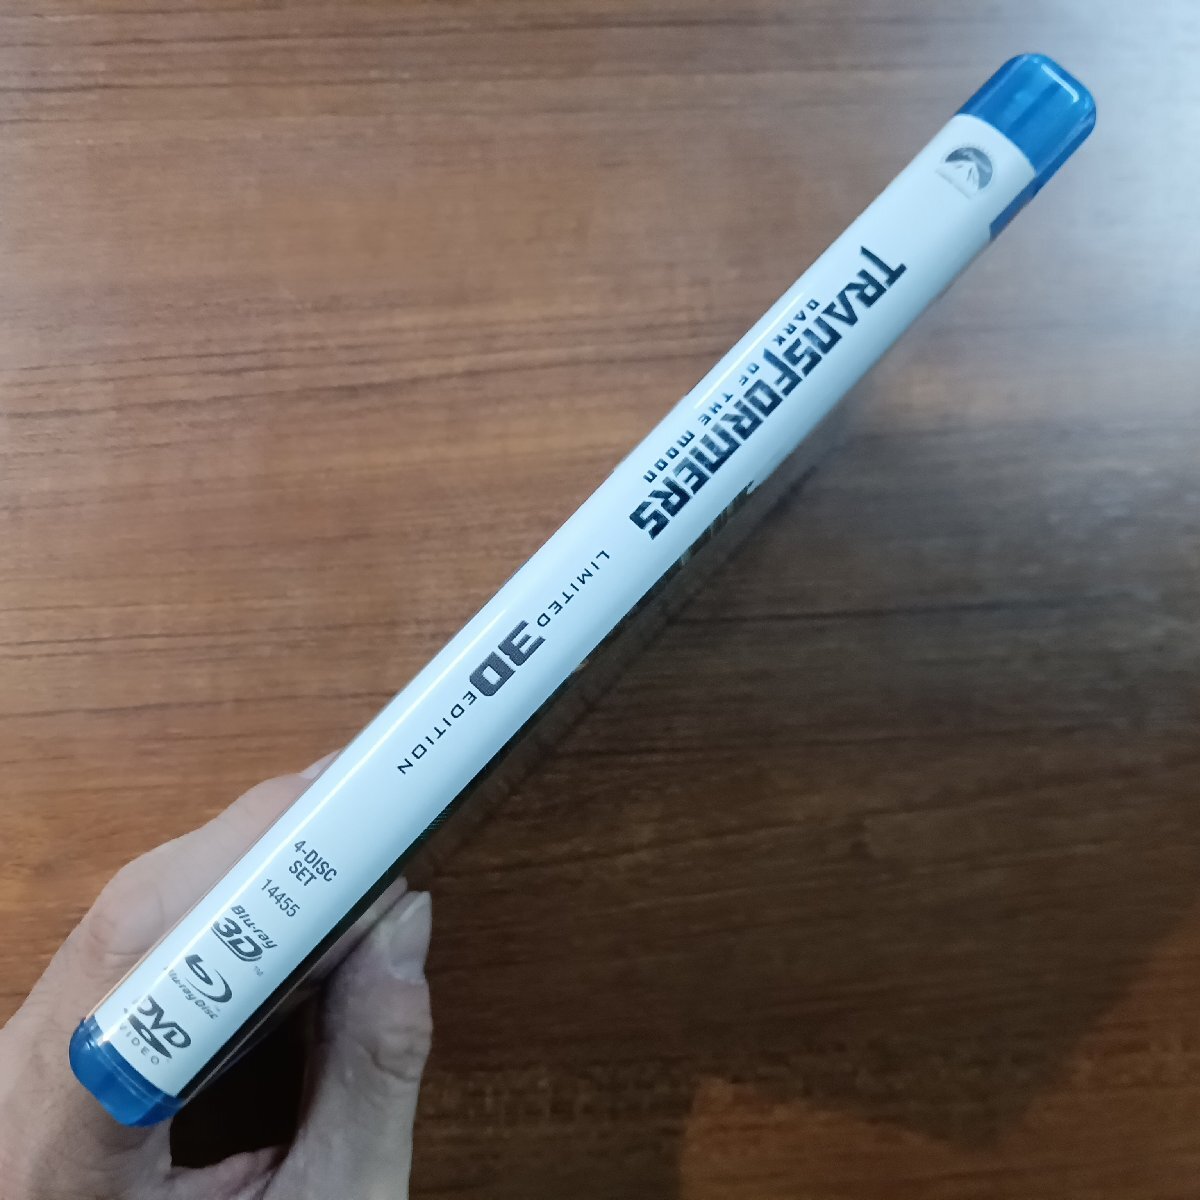 TRANSFORMERS
DARK OF THE MOON
LIMITED 3D EDITION
4-DISC
SET
14455
Blu-ray
3D
TM
Blu-ray Disc
DVD
VIDEO